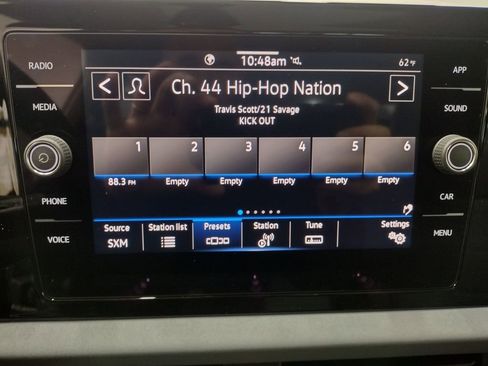 RADIO
MEDIA
PHONE
VOICE
10:48am
62°F
Ch. 44 Hip-Hop Nation
Travis Scott/21 Savage
KICK OUT
1 2 3 4 5 6
88.3 FM Empty Empty Empty Empty Empty
Source Station list Presets Station Tune Settings
SXM
APP
SOUND
CAR
MENU